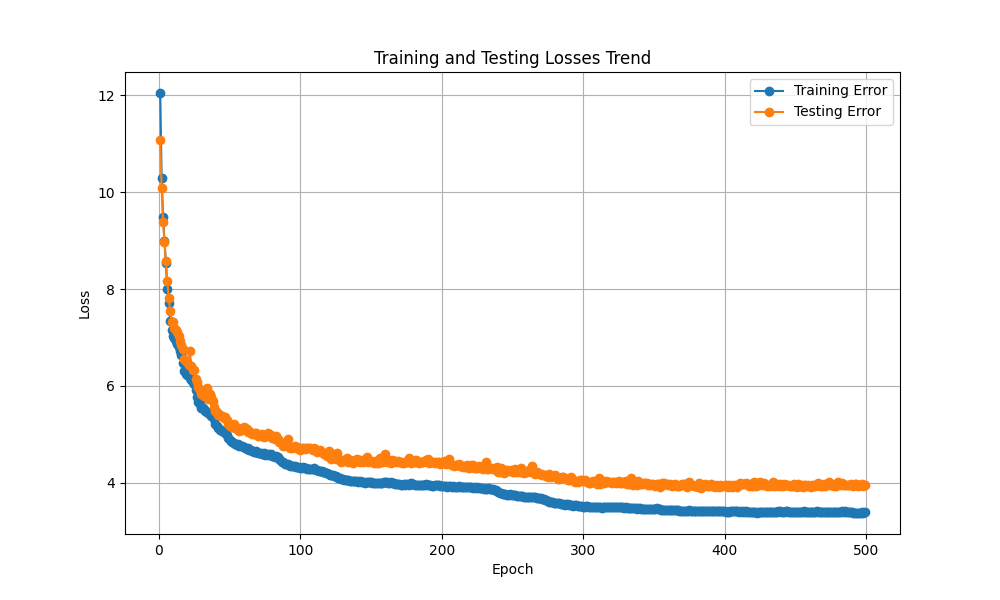 Training and Testing Losses Trend
Training Error
Testing Error
12
10
8
6
4
Loss
0 100 200 300 400 500
Epoch